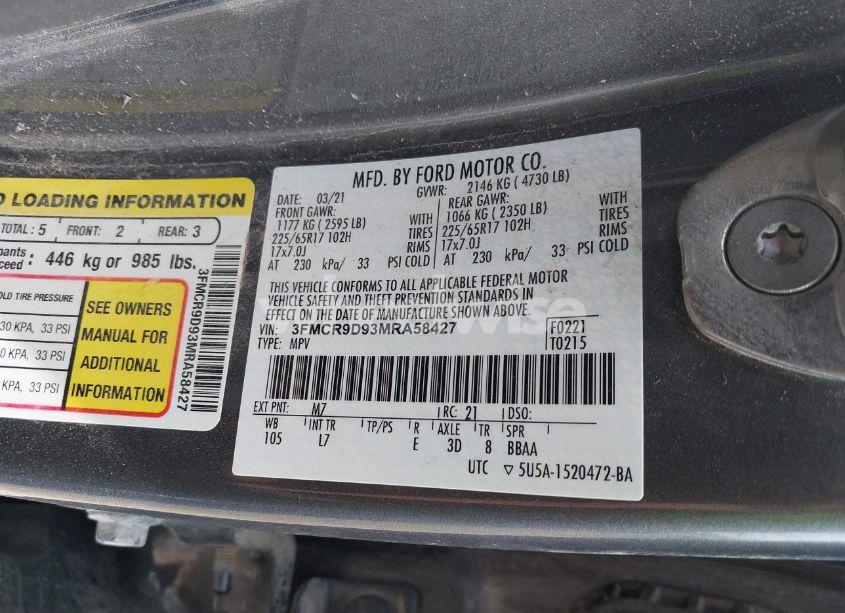 D LOADING INFORMATION
TOTAL: 5 FRONT: 2 REAR: 3
pants:
ceed: 446 kg or 985 lbs.
OLD TIRE PRESSURE
30 KPA, 33 PSI
0 KPA, 33 PSI
KPA, 33 PSI
SEE OWNERS
MANUAL FOR
ADDITIONAL
INFORMATION
3FMCR9D93MRA58427
MFD. BY FORD MOTOR CO.
DATE: 03/21 GVWR: 2146 KG ( 4730 LB)
FRONT GAWR: WITH REAR GAWR: WITH
1177 KG ( 2595 LB) TIRES 1066 KG ( 2350 LB) TIRES
225/65R17 102H RIMS 225/65R17 102H RIMS
17x7.0J 17x7.0J
AT 230 kPa/ 33 PSI COLD AT 230 kPa/ 33 PSI COLD
THIS VEHICLE CONFORMS TO ALL APPLICABLE FEDERAL MOTOR
VEHICLE SAFETY AND THEFT PREVENTION STANDARDS IN
EFFECT ON THE DATE OF MANUFACTURE SHOWN ABOVE.
VIN: 3FMCR9D93MRA58427 F0221
TYPE: MPV T0215
EXT PNT: M7 RC: 21 DSO:
WB INT TR TP/PS R AXLE TR SPR
105 L7 E 3D 8 BBAA
UTC ▽ 5U5A-1520472-BA